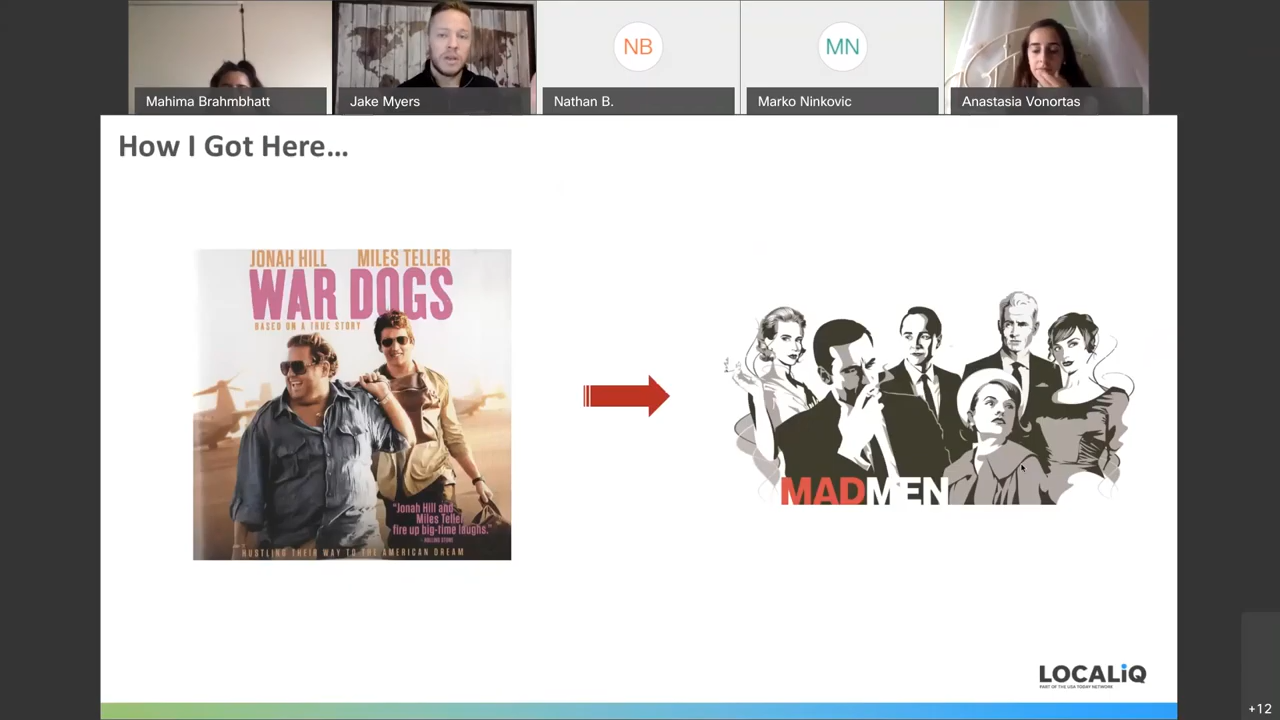 NB
MN
Mahima Brahmbhatt
Jake Myers
Nathan B.
Marko Ninkovic
Anastasia Vonortas
How I Got Here…
JONAH HILL MILES TELLER
WAR DOGS
BASED ON A TRUE STORY
"Jonah Hill and
Miles Teller
fire up big-time laughs."
- ROLLING STONE
HUSTLING THEIR WAY TO THE AMERICAN DREAM
MADMEN
LOCALiQ
PART OF THE USA TODAY NETWORK
+12